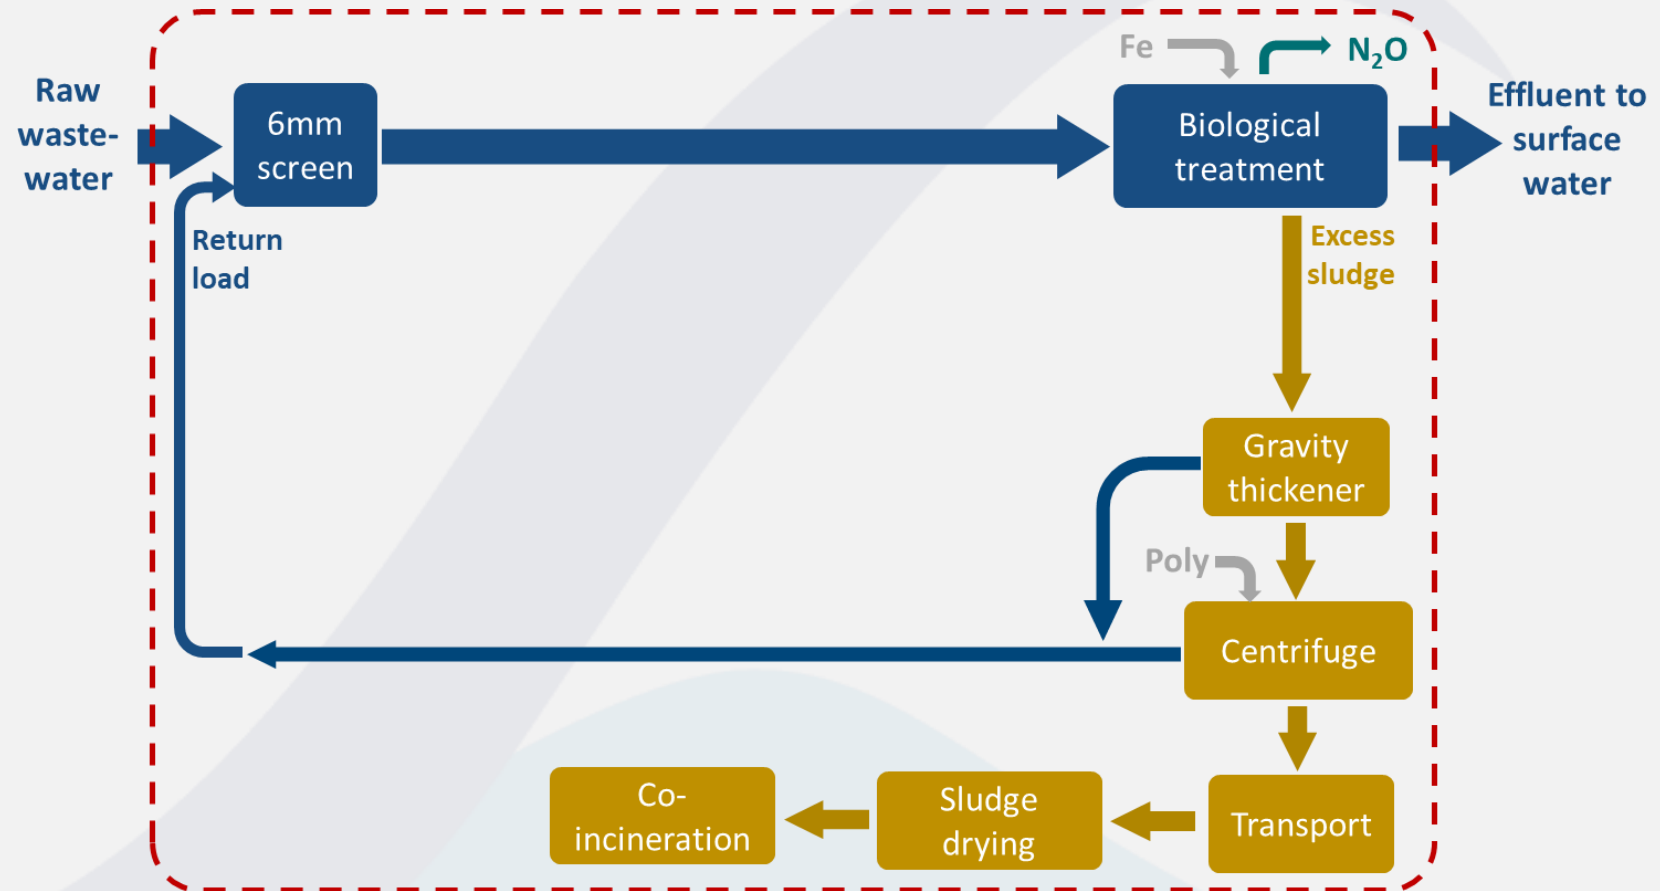 Fe
N₂O
Raw
waste-
water
6mm
screen
Biological
treatment
Effluent to
surface
water
Return
load
Excess
sludge
Gravity
thickener
Poly
Centrifuge
Co-
incineration
Sludge
drying
Transport